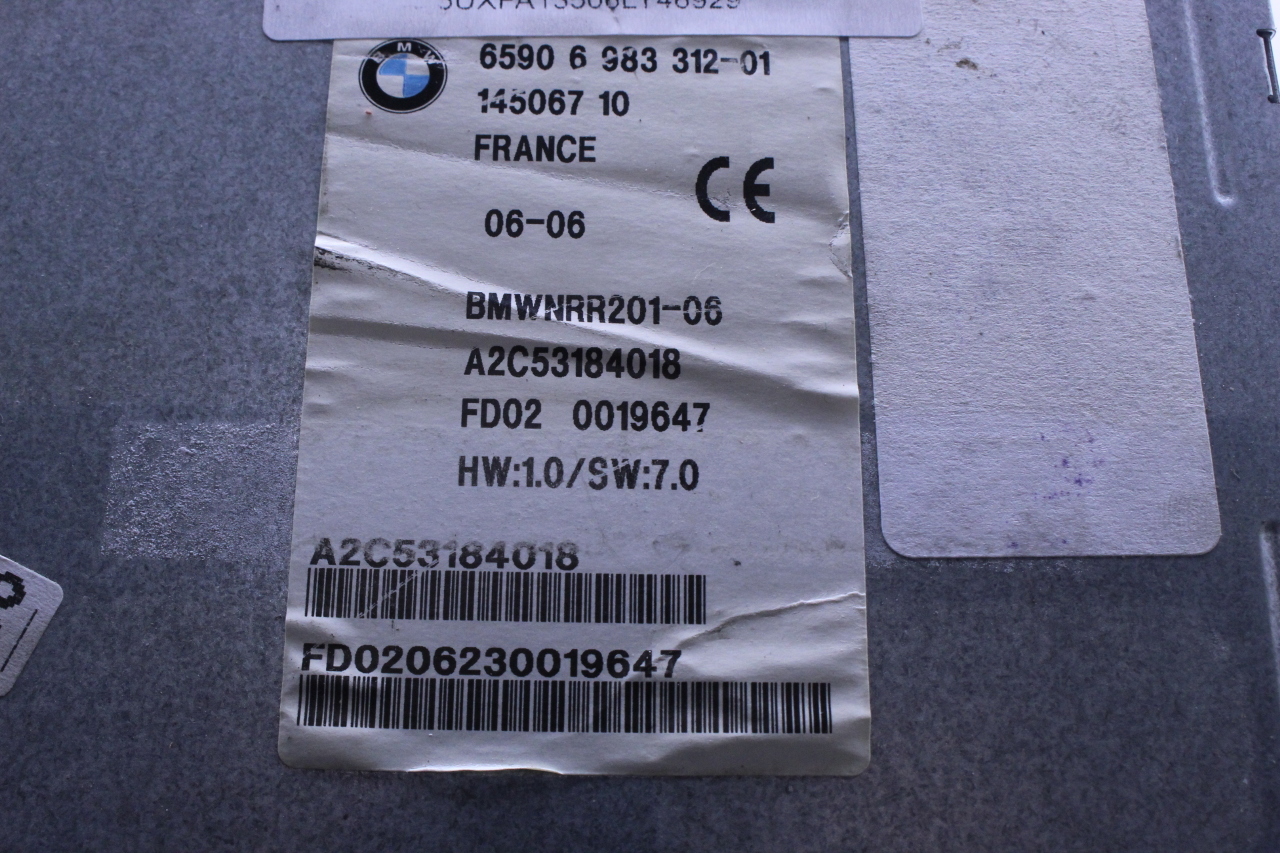 BMW
6590 6 983 312-01
145067 10
FRANCE
CE
06-06
BMWNRR201-06
A2C53184018
FD02 0019647
HW:1.0/SW:7.0
A2C53184018
FD0206230019647